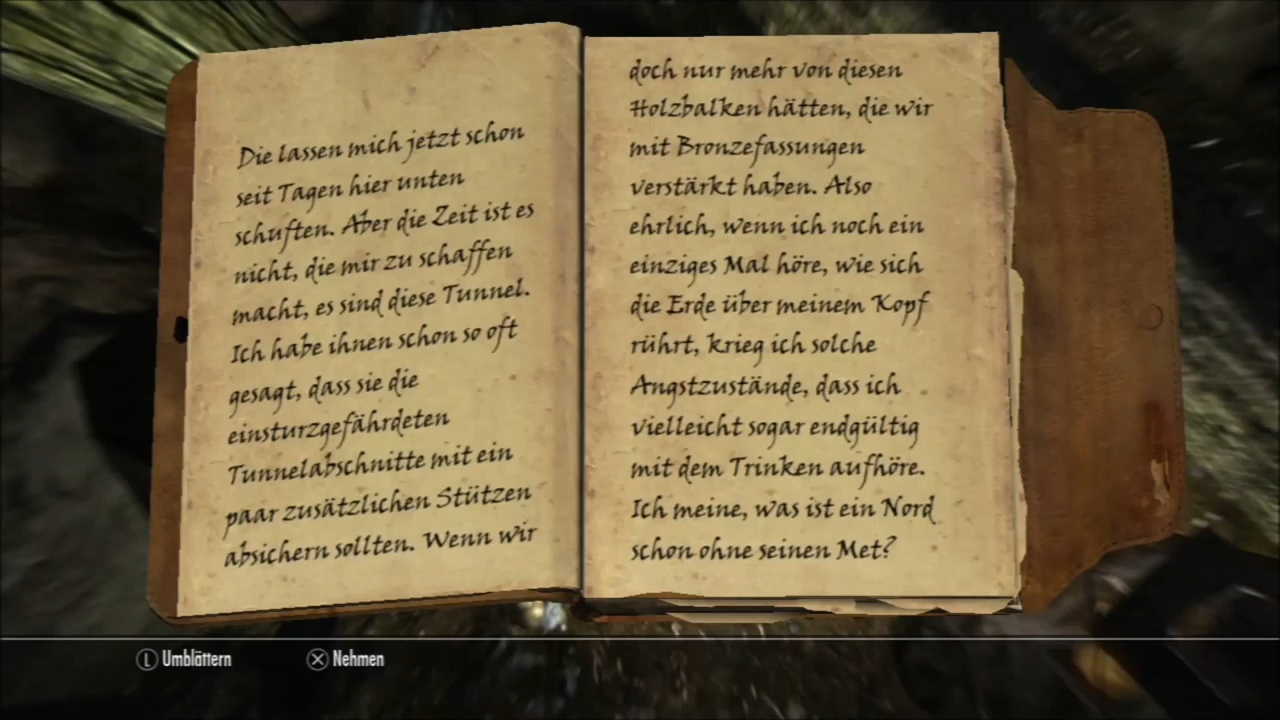 Die lassen mich jetzt schon
seit Tagen hier unten
schuften. Aber die Zeit ist es
nicht, die mir zu schaffen
macht, es sind diese Tunnel.
Ich habe ihnen schon so oft
gesagt, dass sie die
einsturzgefährdeten
Tunnelabschnitte mit ein
paar zusätzlichen Stützen
absichern sollten. Wenn wir
doch nur mehr von diesen
Holzbalken hätten, die wir
mit Bronzefassungen
verstärkt haben. Also
ehrlich, wenn ich noch ein
einziges Mal höre, wie sich
die Erde über meinem Kopf
rührt, krieg ich solche
Angstzustände, dass ich
vielleicht sogar endgültig
mit dem Trinken aufhöre.
Ich meine, was ist ein Nord
schon ohne seinen Met?
L Umblättern
X Nehmen